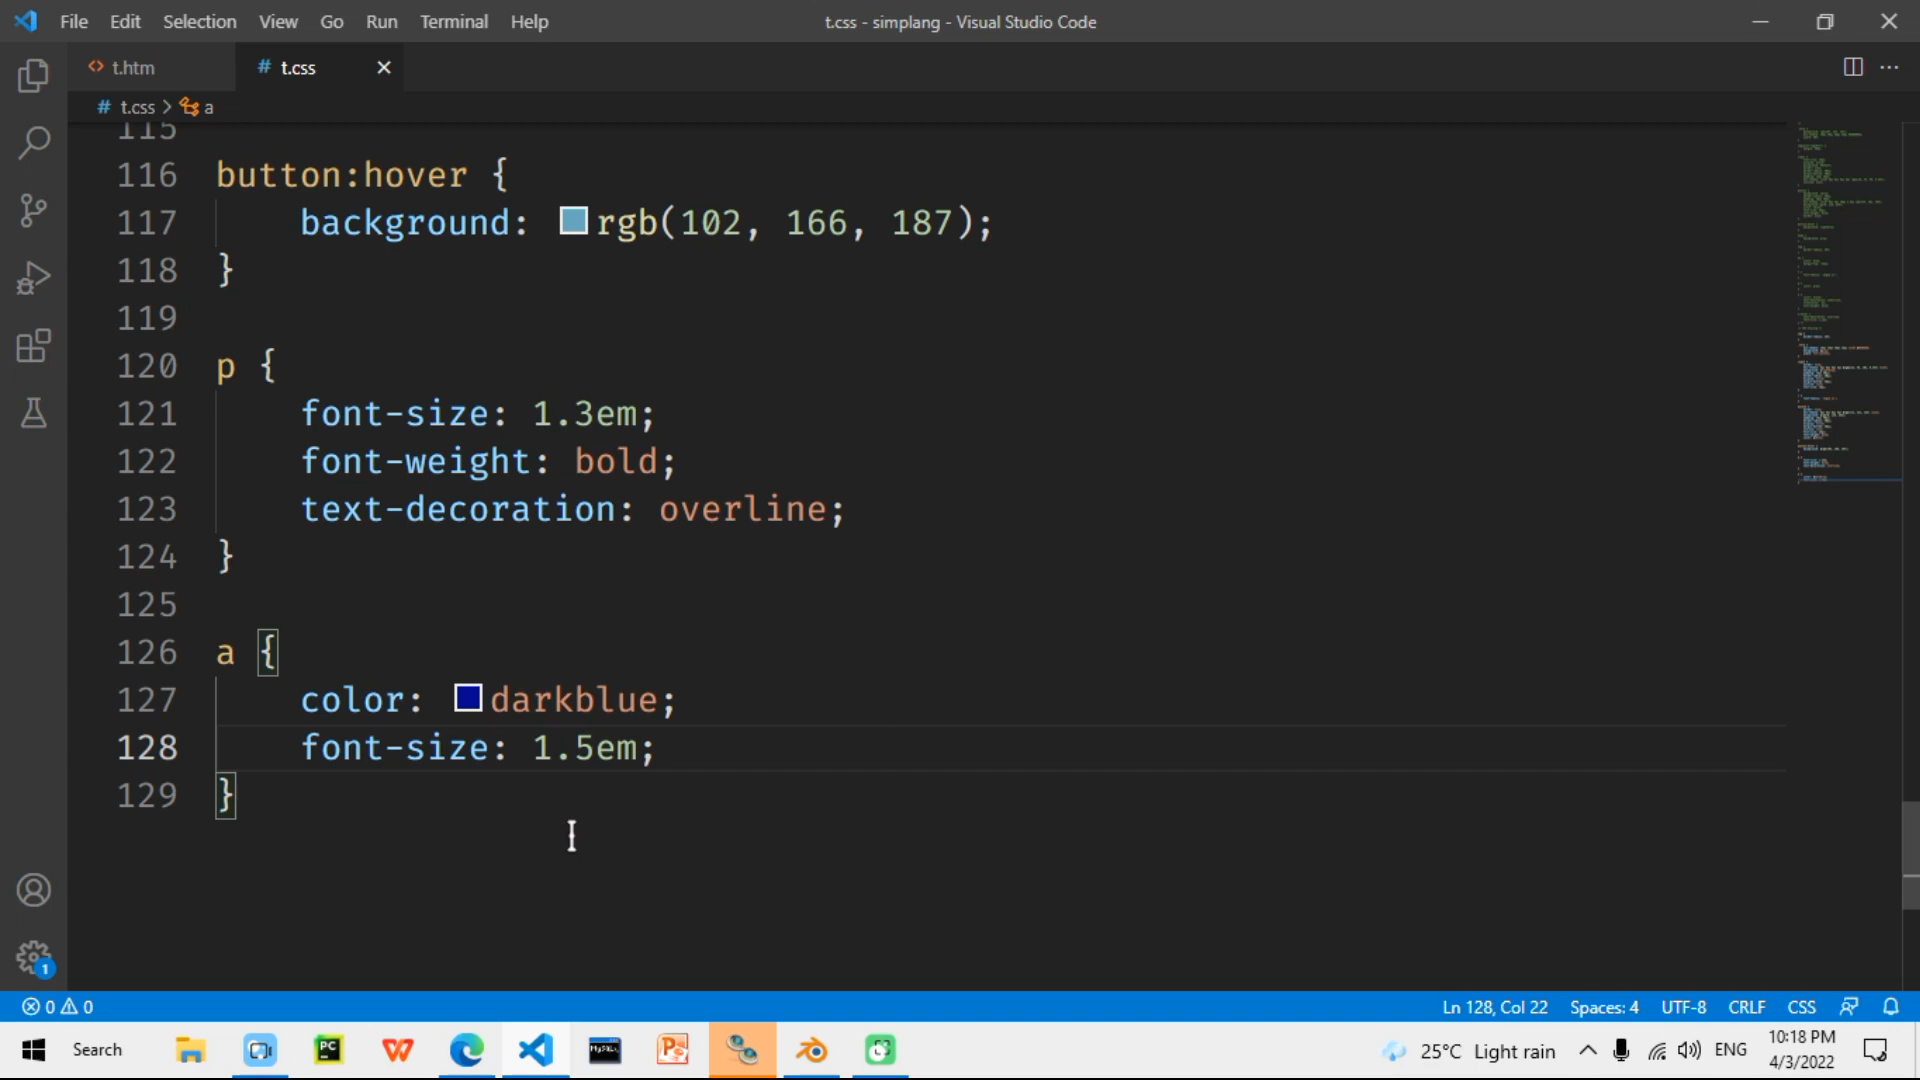 File Edit Selection View Go Run Terminal Help
t.css - simplang - Visual Studio Code
t.htm
# t.css
# t.css > a
115
116 button:hover {
117 background: rgb(102, 166, 187);
118 }
119
120 p {
121 font-size: 1.3em;
122 font-weight: bold;
123 text-decoration: overline;
124 }
125
126 a {
127 color: darkblue;
128 font-size: 1.5em;
129 }
1
0 0
Ln 128, Col 22 Spaces: 4 UTF-8 CRLF CSS
Search
PC
MySQL
25°C Light rain
ENG
10:18 PM
4/3/2022